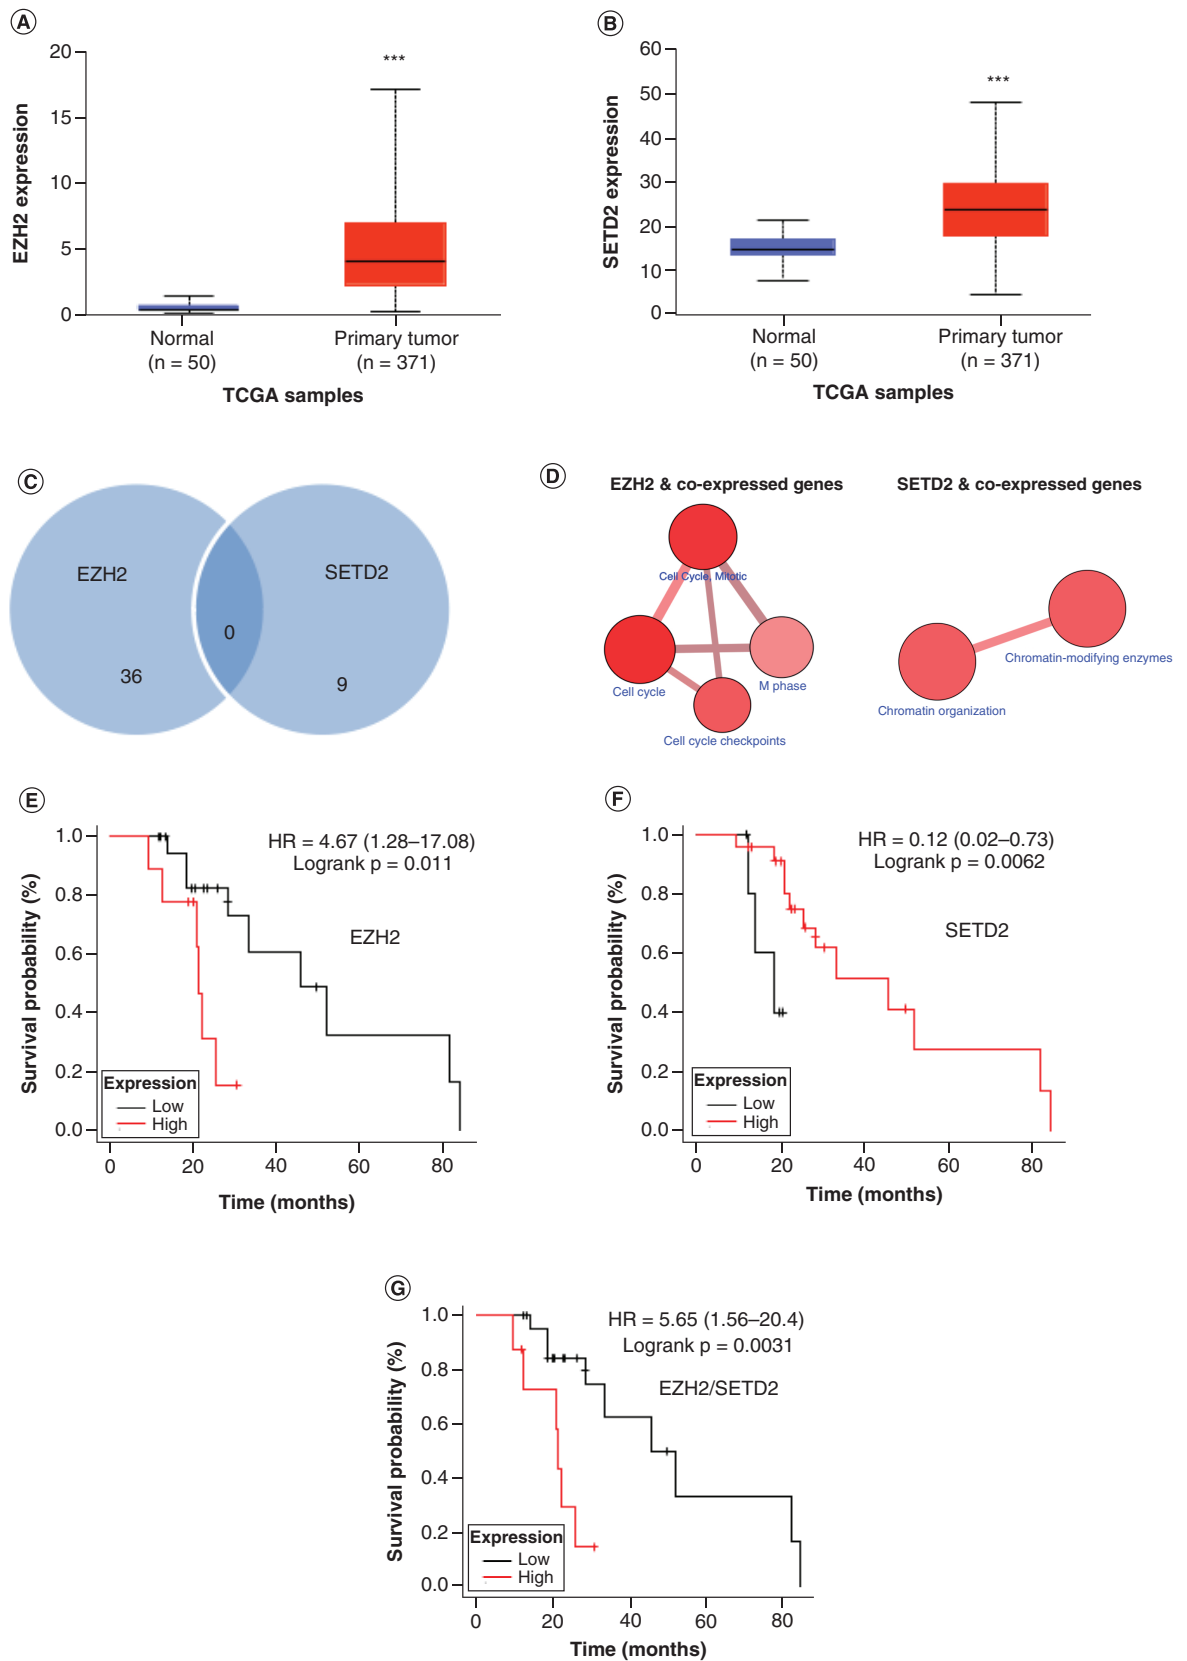 A
20
15
10
5
0
EZH2 expression
***
Normal
(n = 50)
Primary tumor
(n = 371)
TCGA samples
B
60
50
40
30
20
10
0
SETD2 expression
***
Normal
(n = 50)
Primary tumor
(n = 371)
TCGA samples
C
EZH2
SETD2
0
36
9
D
EZH2 & co-expressed genes
Cell Cycle, Mitotic
Cell cycle
M phase
Cell cycle checkpoints
SETD2 & co-expressed genes
Chromatin-modifying enzymes
Chromatin organization
E
1.0
0.8
0.6
0.4
0.2
0.0
Survival probability (%)
HR = 4.67 (1.28–17.08)
Logrank p = 0.011
EZH2
Expression
Low
High
0 20 40 60 80
Time (months)
F
1.0
0.8
0.6
0.4
0.2
0.0
Survival probability (%)
HR = 0.12 (0.02–0.73)
Logrank p = 0.0062
SETD2
Expression
Low
High
0 20 40 60 80
Time (months)
G
1.0
0.8
0.6
0.4
0.2
0.0
Survival probability (%)
HR = 5.65 (1.56–20.4)
Logrank p = 0.0031
EZH2/SETD2
Expression
Low
High
0 20 40 60 80
Time (months)